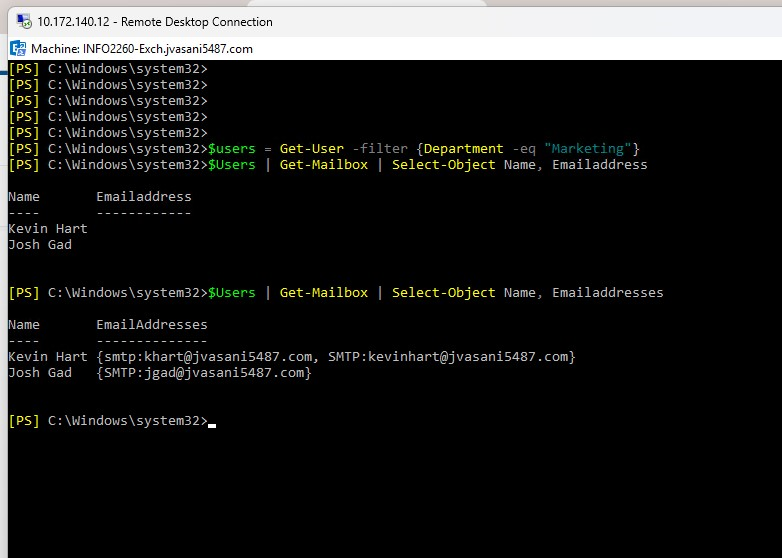 10.172.140.12 - Remote Desktop Connection
Machine: INFO2260-Exch.jvasani5487.com
[PS] C:\Windows\system32>
[PS] C:\Windows\system32>
[PS] C:\Windows\system32>
[PS] C:\Windows\system32>
[PS] C:\Windows\system32>
[PS] C:\Windows\system32>$users = Get-User -filter {Department -eq "Marketing"}
[PS] C:\Windows\system32>$Users | Get-Mailbox | Select-Object Name, Emailaddress
Name       Emailaddress
----       ------------
Kevin Hart
Josh Gad
[PS] C:\Windows\system32>$Users | Get-Mailbox | Select-Object Name, Emailaddresses
Name       EmailAddresses
----       --------------
Kevin Hart {smtp:khart@jvasani5487.com, SMTP:kevinhart@jvasani5487.com}
Josh Gad   {SMTP:jgad@jvasani5487.com}
[PS] C:\Windows\system32>